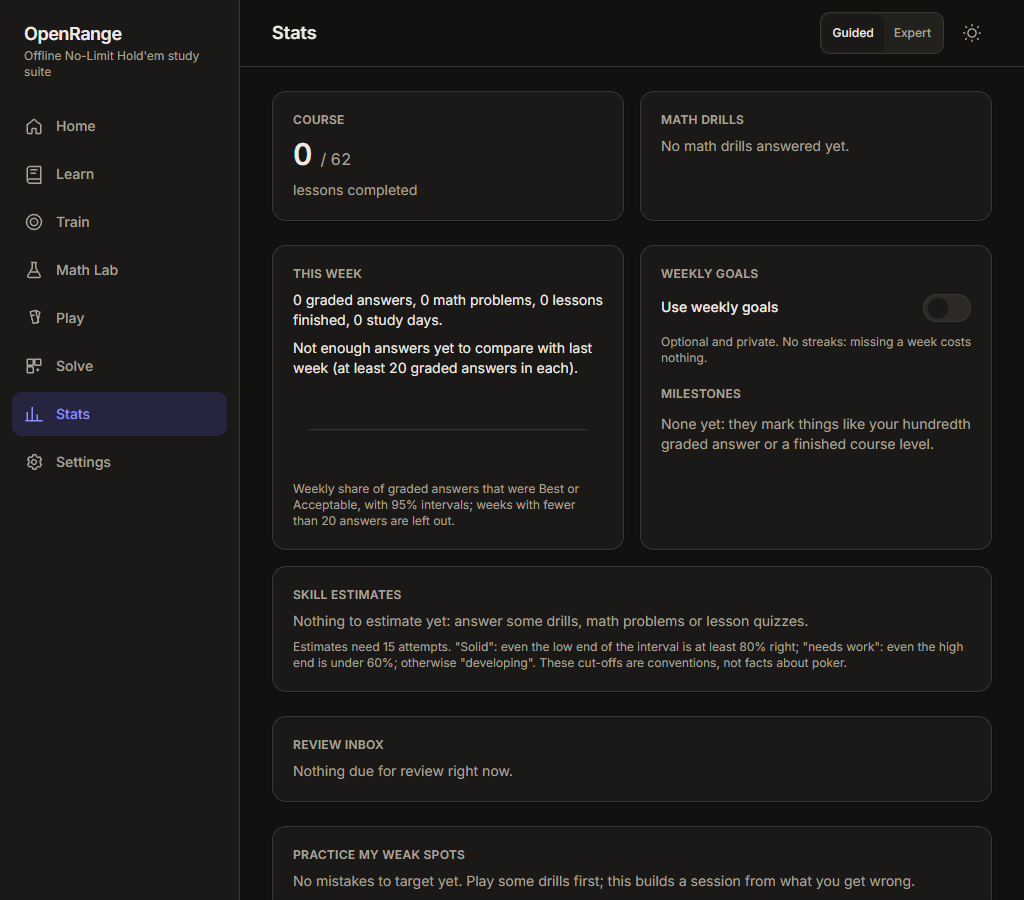 OpenRange
Offline No-Limit Hold'em study
suite
Home
Learn
Train
Math Lab
Play
Solve
Stats
Settings
Stats
Guided
Expert
COURSE
0 / 62
lessons completed
MATH DRILLS
No math drills answered yet.
THIS WEEK
0 graded answers, 0 math problems, 0 lessons
finished, 0 study days.
Not enough answers yet to compare with last
week (at least 20 graded answers in each).
Weekly share of graded answers that were Best or
Acceptable, with 95% intervals; weeks with fewer
than 20 answers are left out.
WEEKLY GOALS
Use weekly goals
Optional and private. No streaks: missing a week costs
nothing.
MILESTONES
None yet: they mark things like your hundredth
graded answer or a finished course level.
SKILL ESTIMATES
Nothing to estimate yet: answer some drills, math problems or lesson quizzes.
Estimates need 15 attempts. "Solid": even the low end of the interval is at least 80% right; "needs work": even the high
end is under 60%; otherwise "developing". These cut-offs are conventions, not facts about poker.
REVIEW INBOX
Nothing due for review right now.
PRACTICE MY WEAK SPOTS
No mistakes to target yet. Play some drills first; this builds a session from what you get wrong.